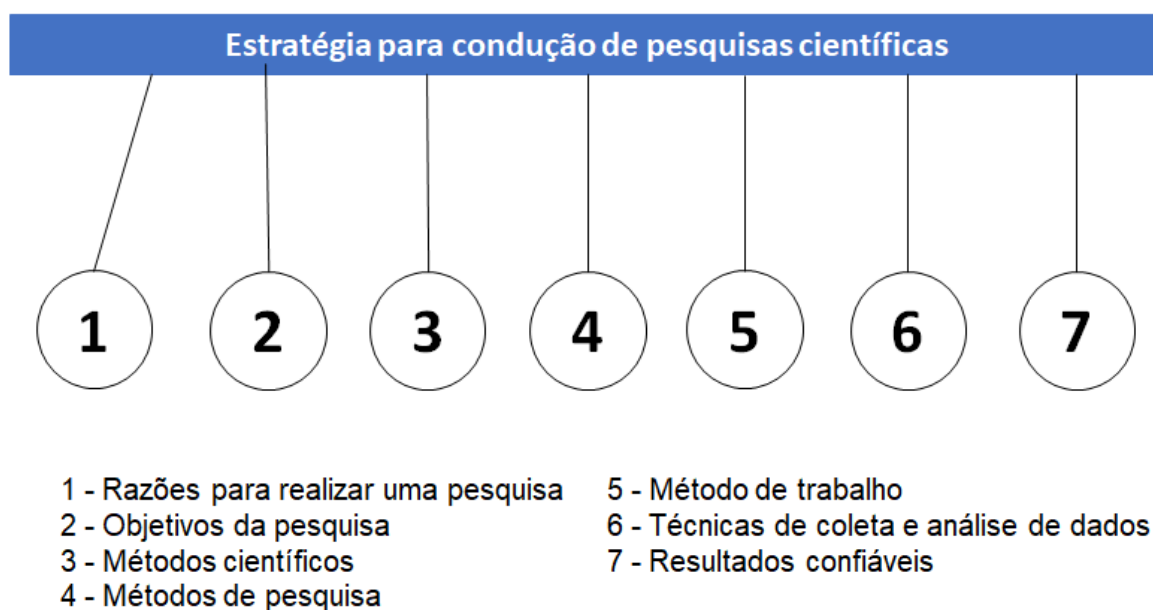 Estratégia para condução de pesquisas científicas
1
2
3
4
5
6
7
1 - Razões para realizar uma pesquisa
2 - Objetivos da pesquisa
3 - Métodos científicos
4 - Métodos de pesquisa
5 - Método de trabalho
6 - Técnicas de coleta e análise de dados
7 - Resultados confiáveis